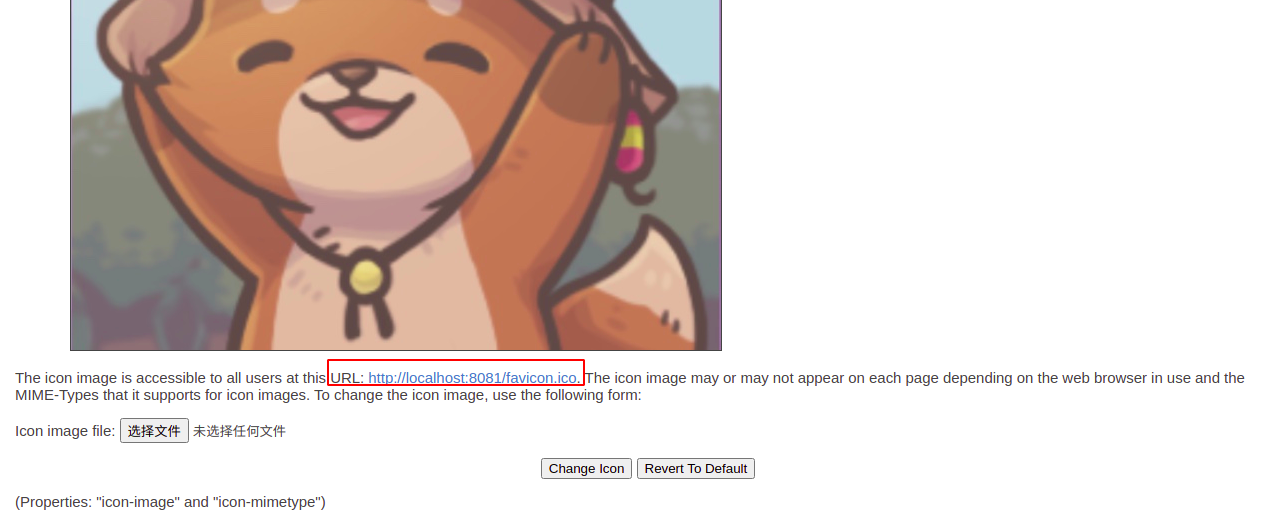 The icon image is accessible to all users at this URL: http://localhost:8081/favicon.ico. The icon image may or may not appear on each page depending on the web browser in use and the
MIME-Types that it supports for icon images. To change the icon image, use the following form:
Icon image file: 选择文件 未选择任何文件
Change Icon Revert To Default
(Properties: "icon-image" and "icon-mimetype")